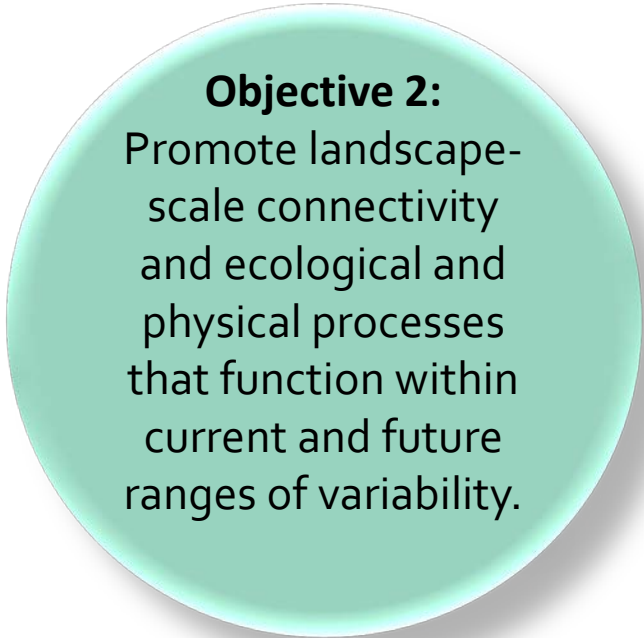 Objective 2:
Promote landscape-
scale connectivity
and ecological and
physical processes
that function within
current and future
ranges of variability.